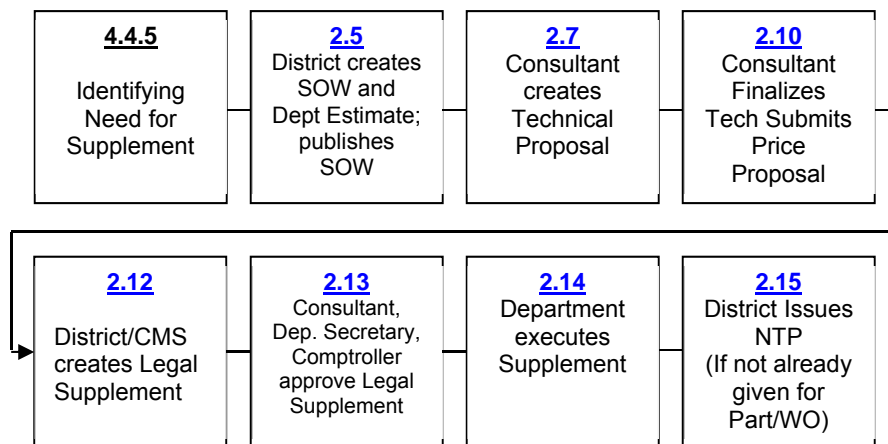 4.4.5
Identifying
Need for
Supplement
2.5
District creates
SOW and
Dept Estimate;
publishes
SOW
2.7
Consultant
creates
Technical
Proposal
2.10
Consultant
Finalizes
Tech Submits
Price
Proposal
2.12
District/CMS
creates Legal
Supplement
2.13
Consultant,
Dep. Secretary,
Comptroller
approve Legal
Supplement
2.14
Department
executes
Supplement
2.15
District Issues
NTP
(If not already
given for
Part/WO)